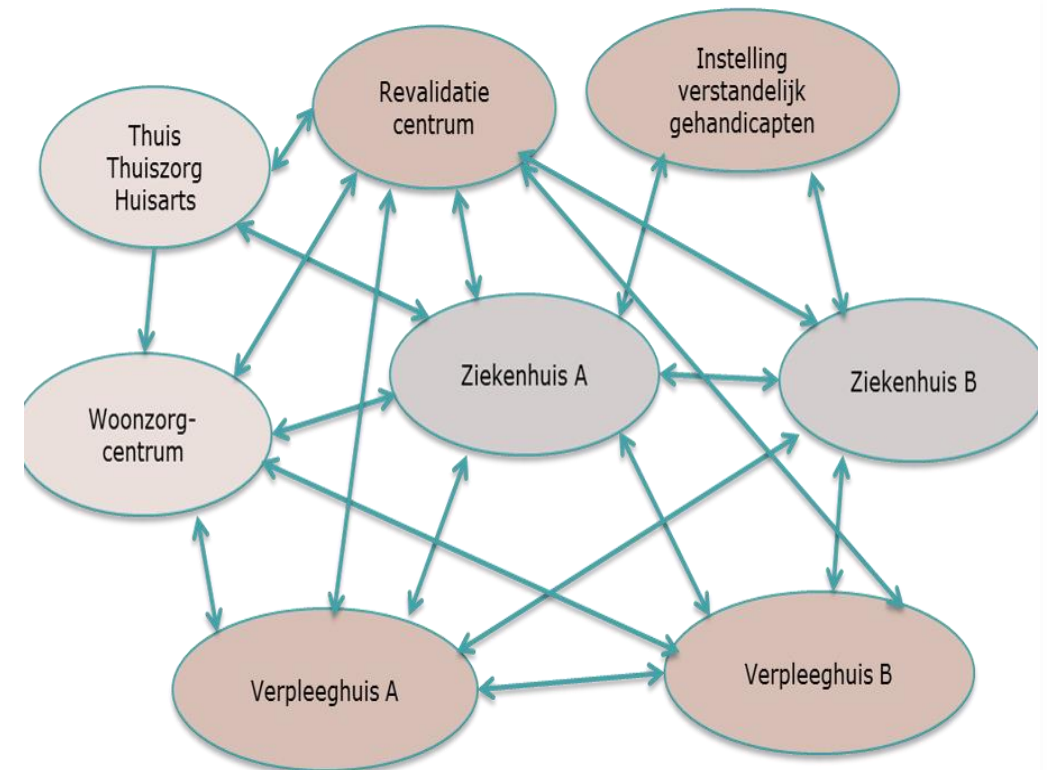 Revalidatie
centrum
Instelling
verstandelijk
gehandicapten
Thuis
Thuiszorg
Huisarts
Ziekenhuis A
Ziekenhuis B
Woonzorg-
centrum
Verpleeghuis A
Verpleeghuis B